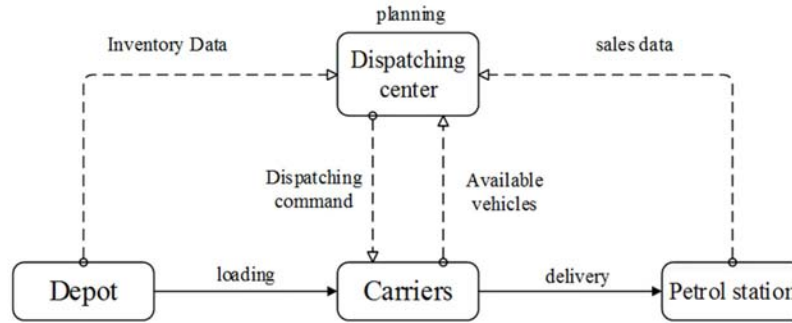 planning
Inventory Data
Dispatching
center
sales data
Dispatching
command
Available
vehicles
Depot
loading
Carriers
delivery
Petrol station